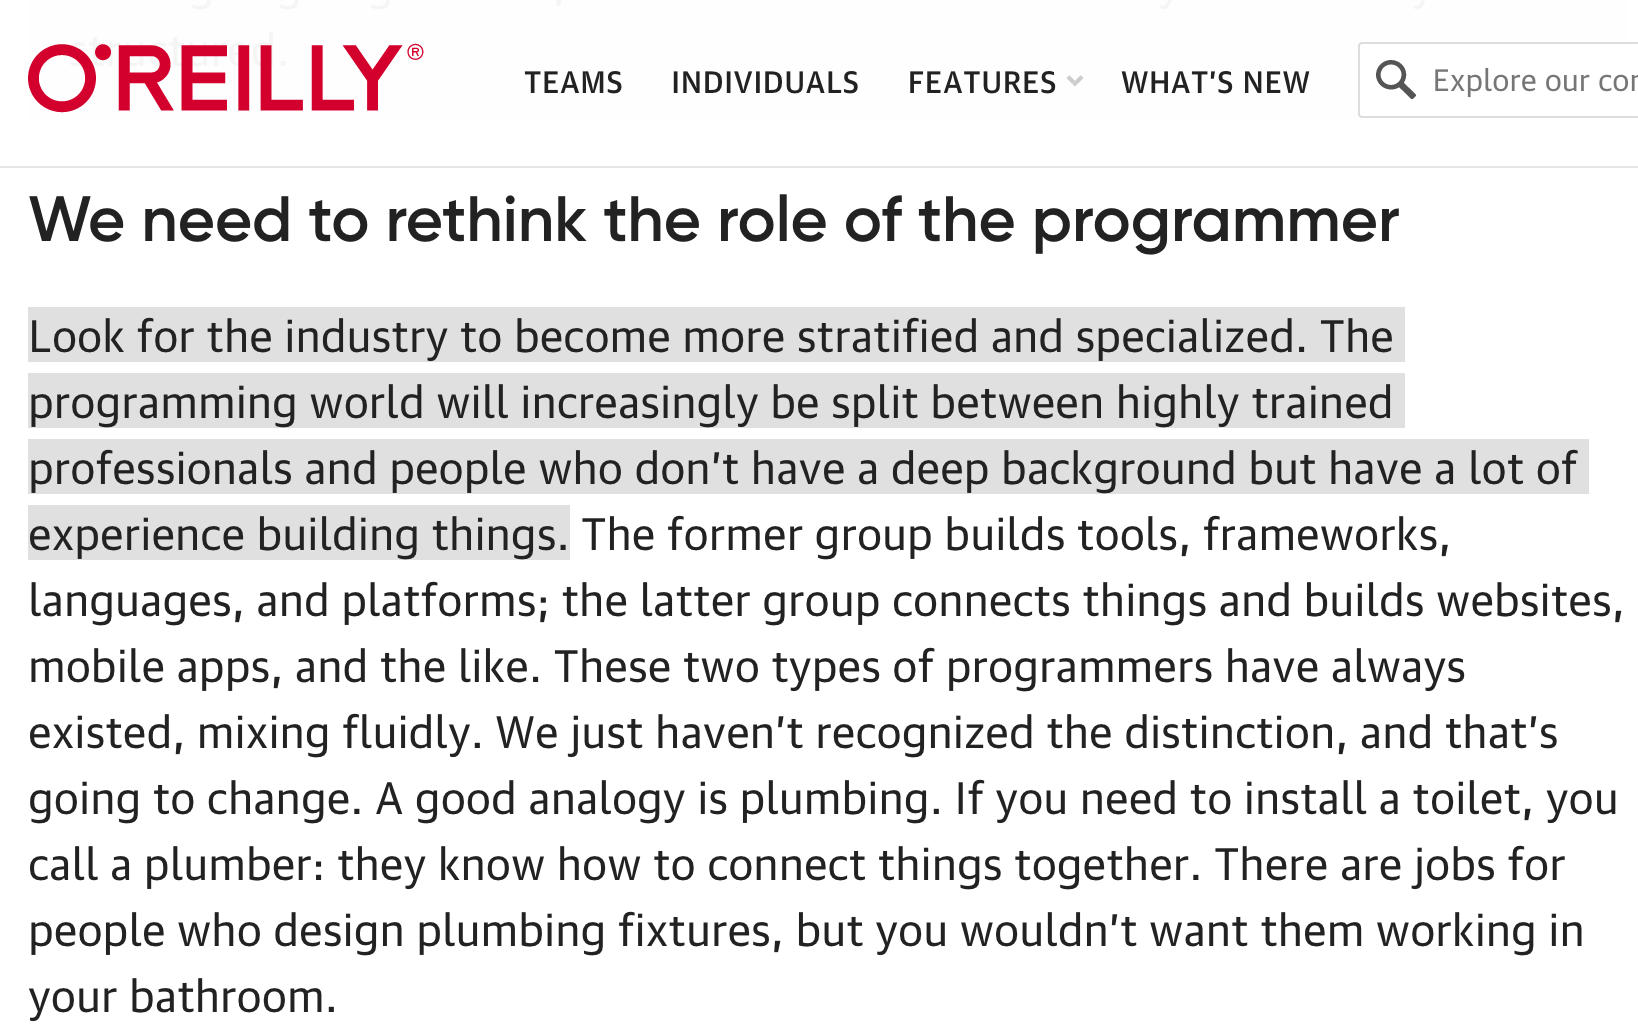 O'REILLY®
TEAMS INDIVIDUALS FEATURES WHAT'S NEW Explore our
We need to rethink the role of the programmer
Look for the industry to become more stratified and specialized. The
programming world will increasingly be split between highly trained
professionals and people who don't have a deep background but have a lot of
experience building things. The former group builds tools, frameworks,
languages, and platforms; the latter group connects things and builds websites,
mobile apps, and the like. These two types of programmers have always
existed, mixing fluidly. We just haven't recognized the distinction, and that's
going to change. A good analogy is plumbing. If you need to install a toilet, you
call a plumber: they know how to connect things together. There are jobs for
people who design plumbing fixtures, but you wouldn't want them working in
your bathroom.